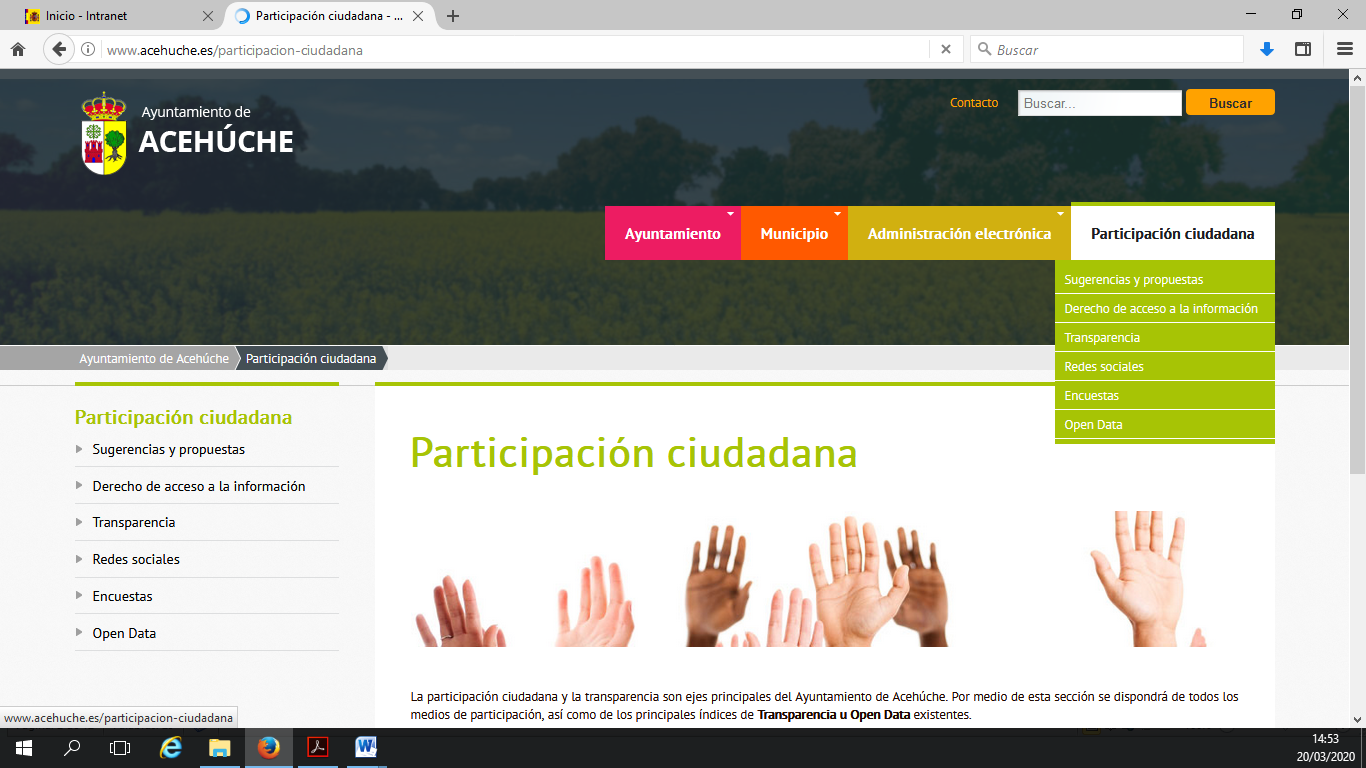 Inicio - Intranet
Participación ciudadana - ...
www.acehuche.es/participacion-ciudadana
Buscar
Ayuntamiento de
ACEHÚCHE
Contacto
Buscar...
Buscar
Ayuntamiento
Municipio
Administración electrónica
Participación ciudadana
Sugerencias y propuestas
Derecho de acceso a la información
Transparencia
Redes sociales
Encuestas
Open Data
Ayuntamiento de Acehúche
Participación ciudadana
Participación ciudadana
Sugerencias y propuestas
Derecho de acceso a la información
Transparencia
Redes sociales
Encuestas
Open Data
Participación ciudadana
La participación ciudadana y la transparencia son ejes principales del Ayuntamiento de Acehúche. Por medio de esta sección se dispondrá de todos los
medios de participación, así como de los principales índices de Transparencia u Open Data existentes.
www.acehuche.es/participacion-ciudadana
14:53
20/03/2020